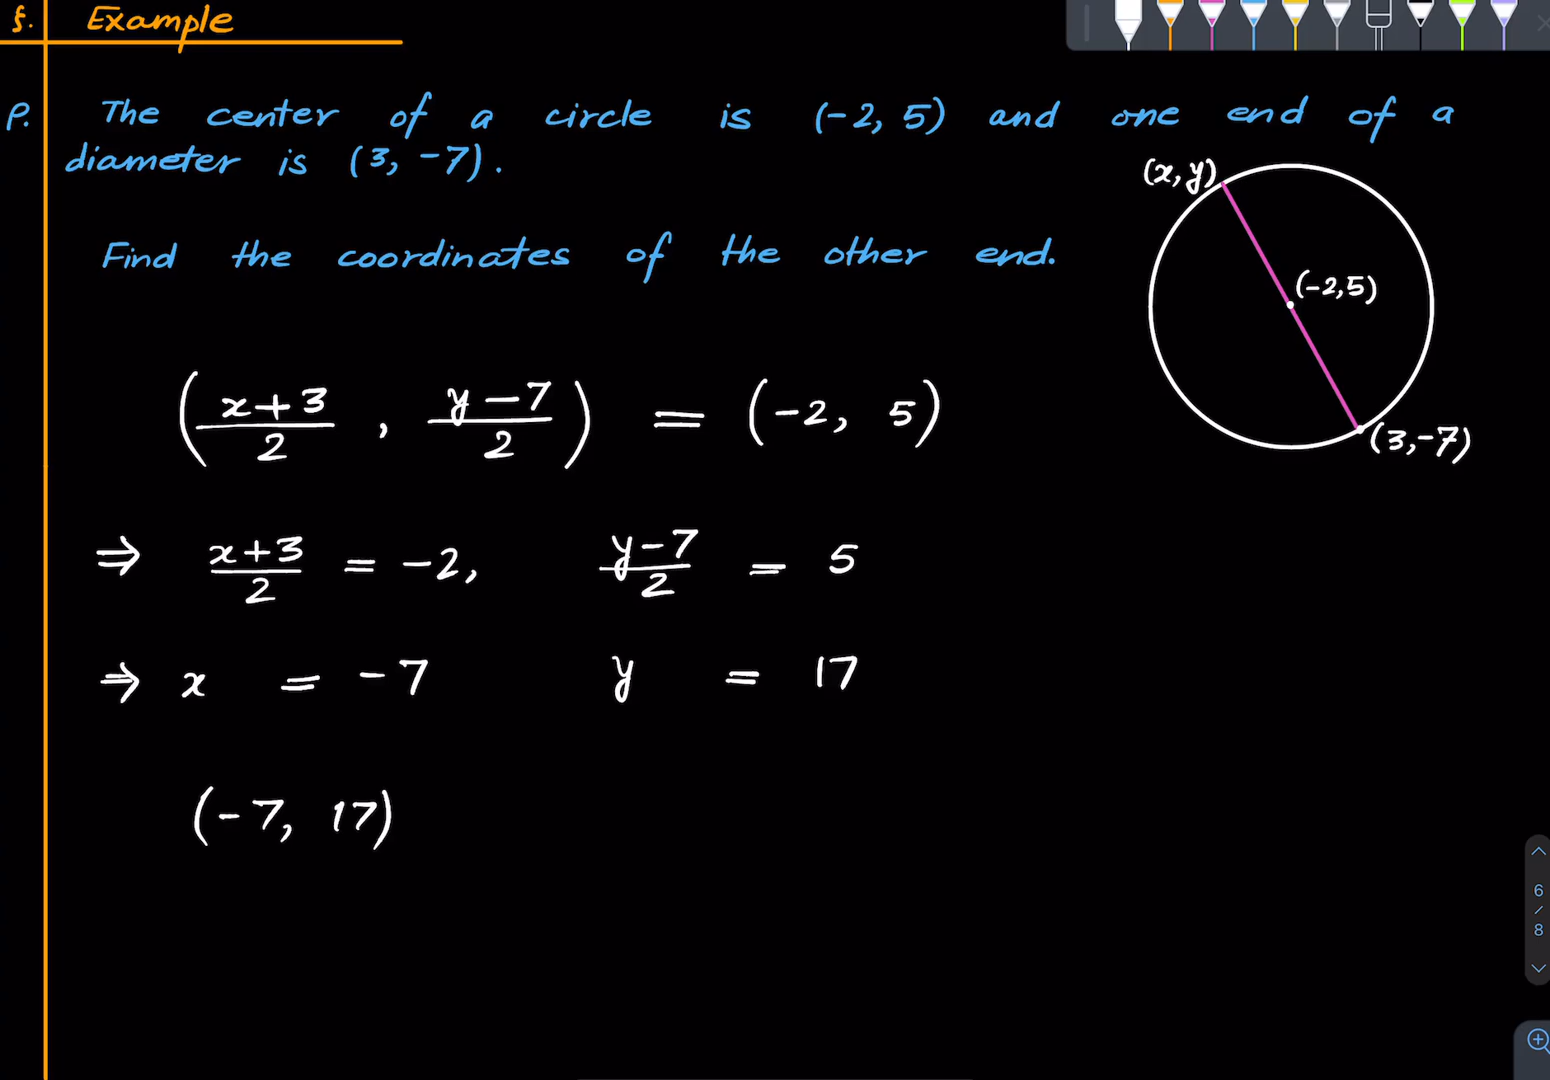 §. Example
P. The center of a circle is (-2, 5) and one end of a
diameter is (3, -7).
(x, y)
Find the coordinates of the other end.
(-2,5)
(3,-7)
( x+3/2 , y-7/2 ) = (-2, 5)
⇒ x+3/2 = -2, y-7/2 = 5
⇒ x = -7 y = 17
(-7, 17)
6
/
8